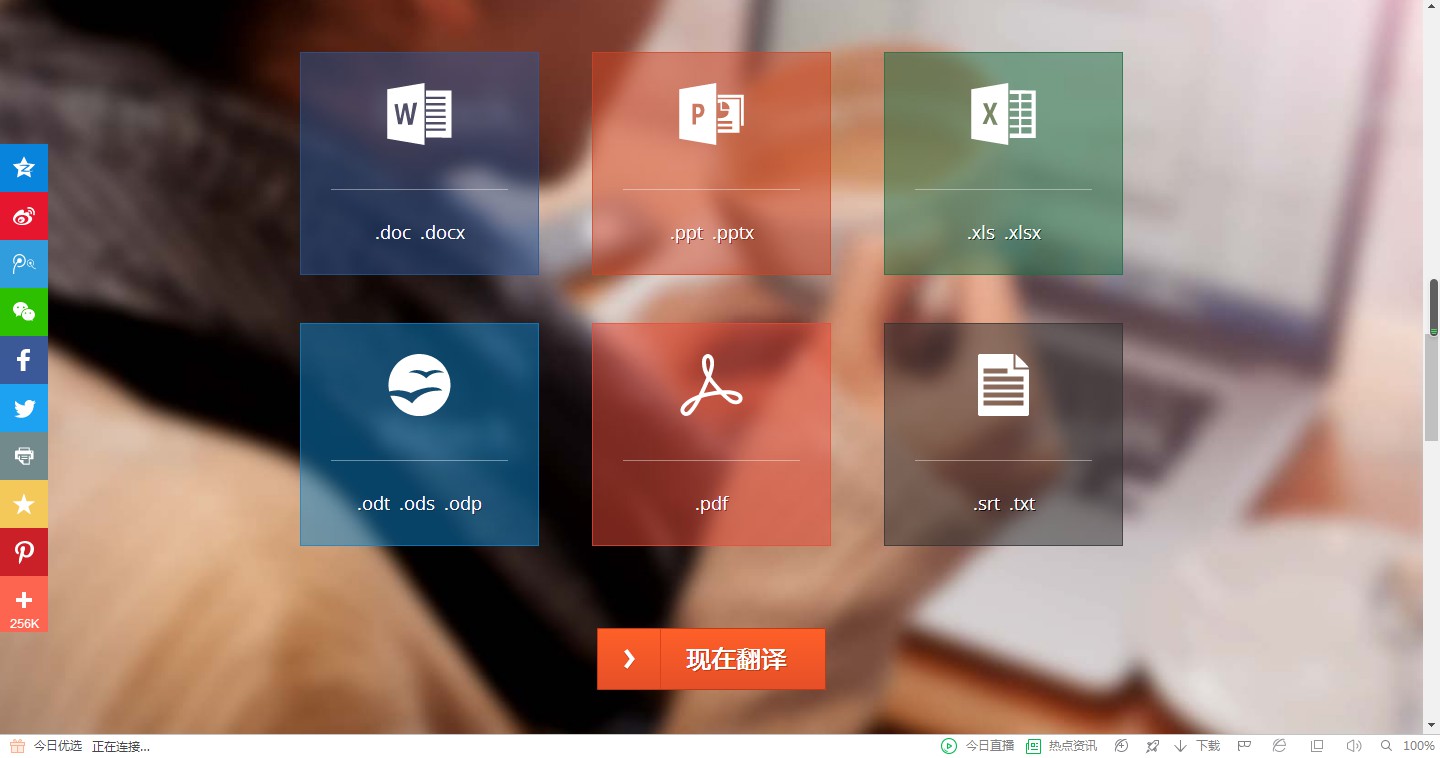 W
P
X
.doc .docx
.ppt .pptx
.xls .xlsx
.odt .ods .odp
.pdf
.srt .txt
256K
现在翻译
今日优选 正在连接... 今日直播 热点资讯 下载 100%